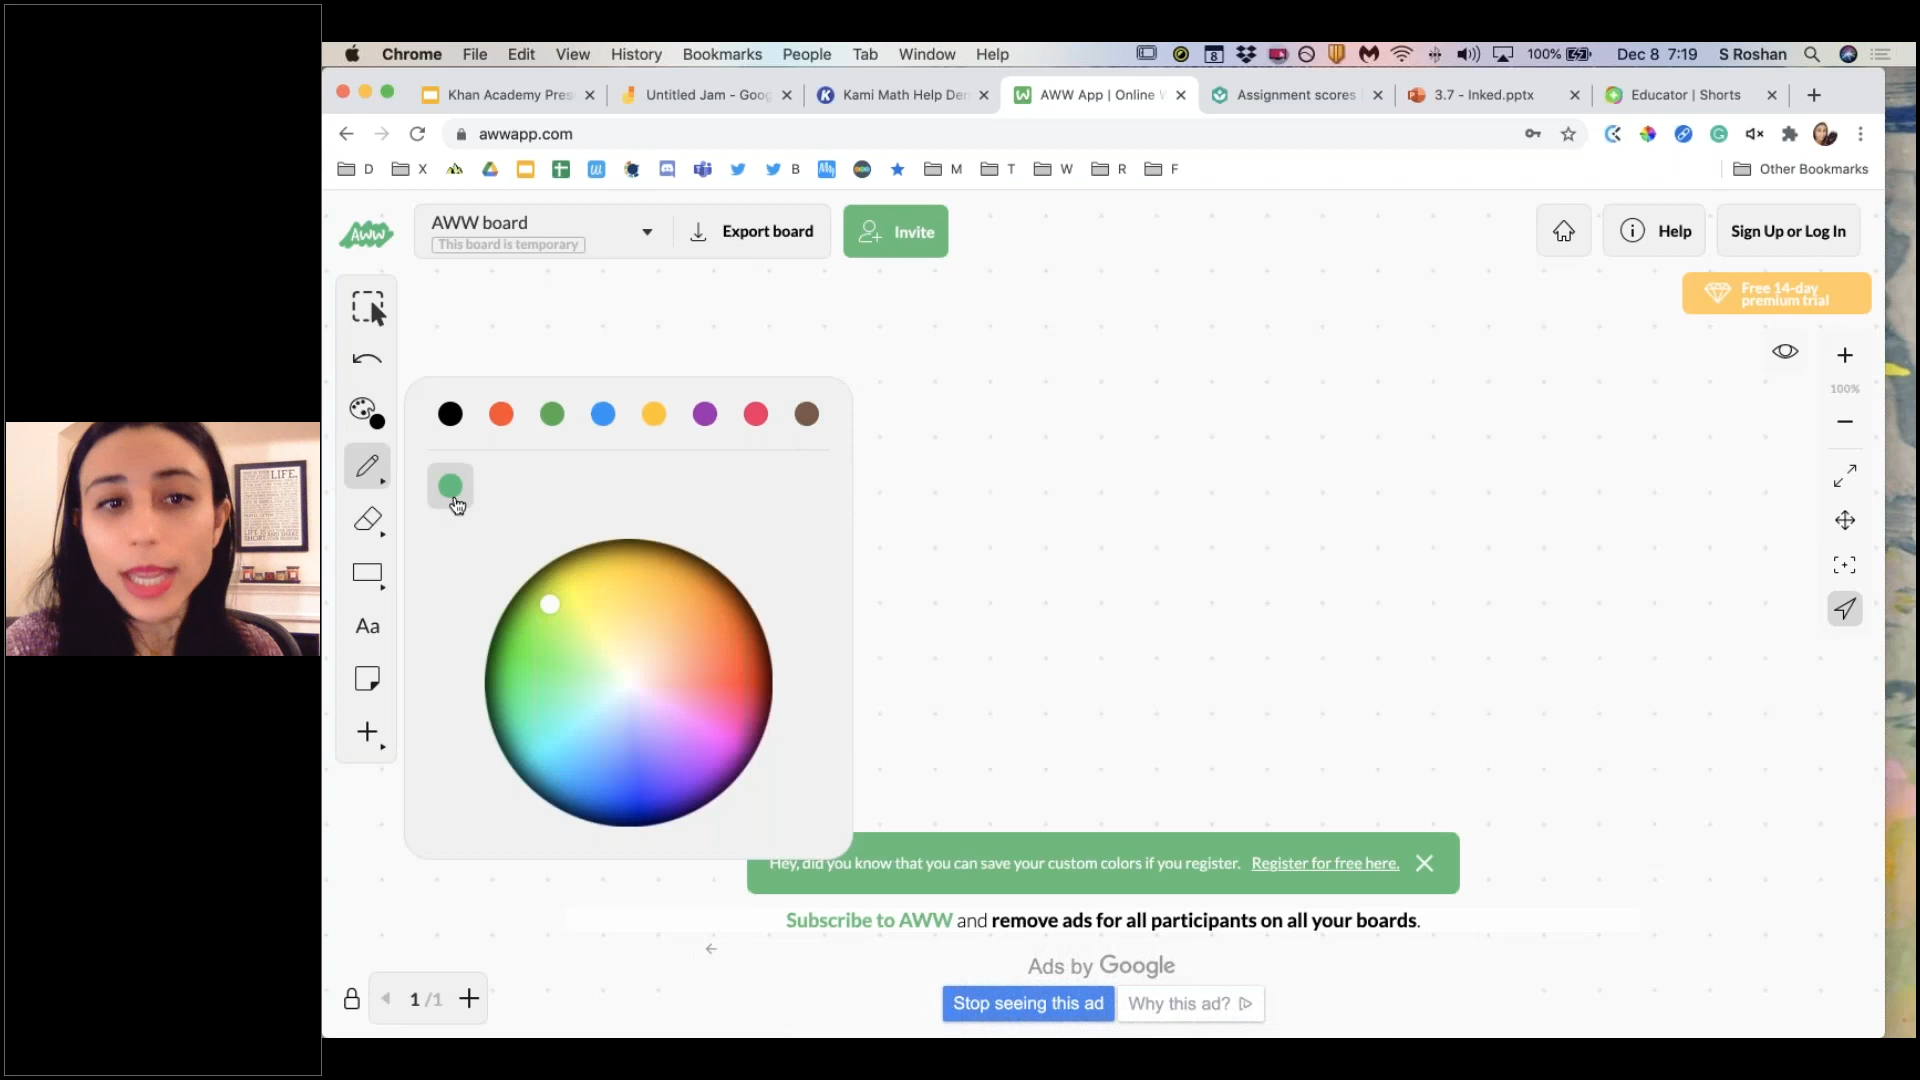 Chrome File Edit View History Bookmarks People Tab Window Help
8 100% Dec 8 7:19 S Roshan
Khan Academy Pres
Untitled Jam - Goog
Kami Math Help De
AWW App | Online
Assignment scores
3.7 - Inked.pptx
Educator | Shorts
awwapp.com
D X B M T W R F Other Bookmarks
AWW
AWW board
This board is temporary
Export board
Invite
Help
Sign Up or Log In
Free 14-day
premium trial
100%
LIFE.
Aa
Hey, did you know that you can save your custom colors if you register. Register for free here.
Subscribe to AWW and remove ads for all participants on all your boards.
Ads by Google
Stop seeing this ad
Why this ad?
1 /1